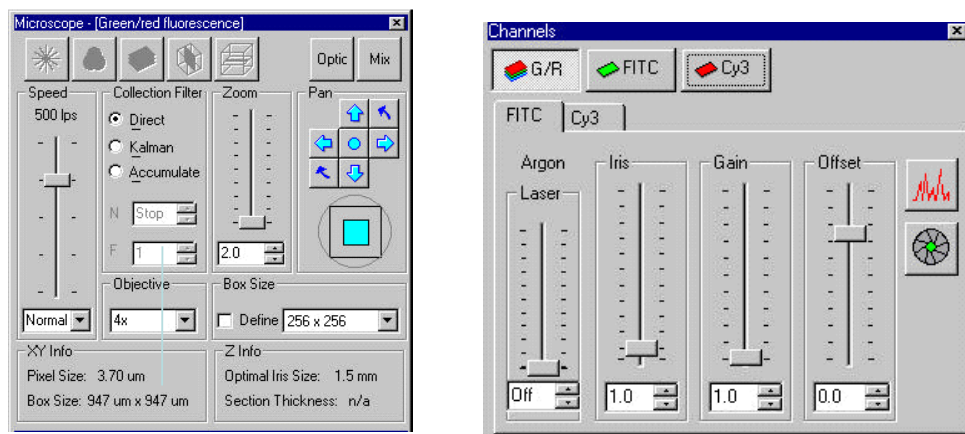 Microscope - [Green/red fluorescence]
Optic Mix
Speed
500 lps
Normal
Collection Filter
Direct
Kalman
Accumulate
N Stop
F 1
Zoom
2.0
Pan
Objective
4x
Box Size
Define 256 x 256
XY Info
Pixel Size: 3.70 um
Box Size: 947 um x 947 um
Z Info
Optimal Iris Size: 1.5 mm
Section Thickness: n/a
Channels
G/R FITC Cy3
FITC Cy3
Argon
Laser
Off
Iris
1.0
Gain
1.0
Offset
0.0